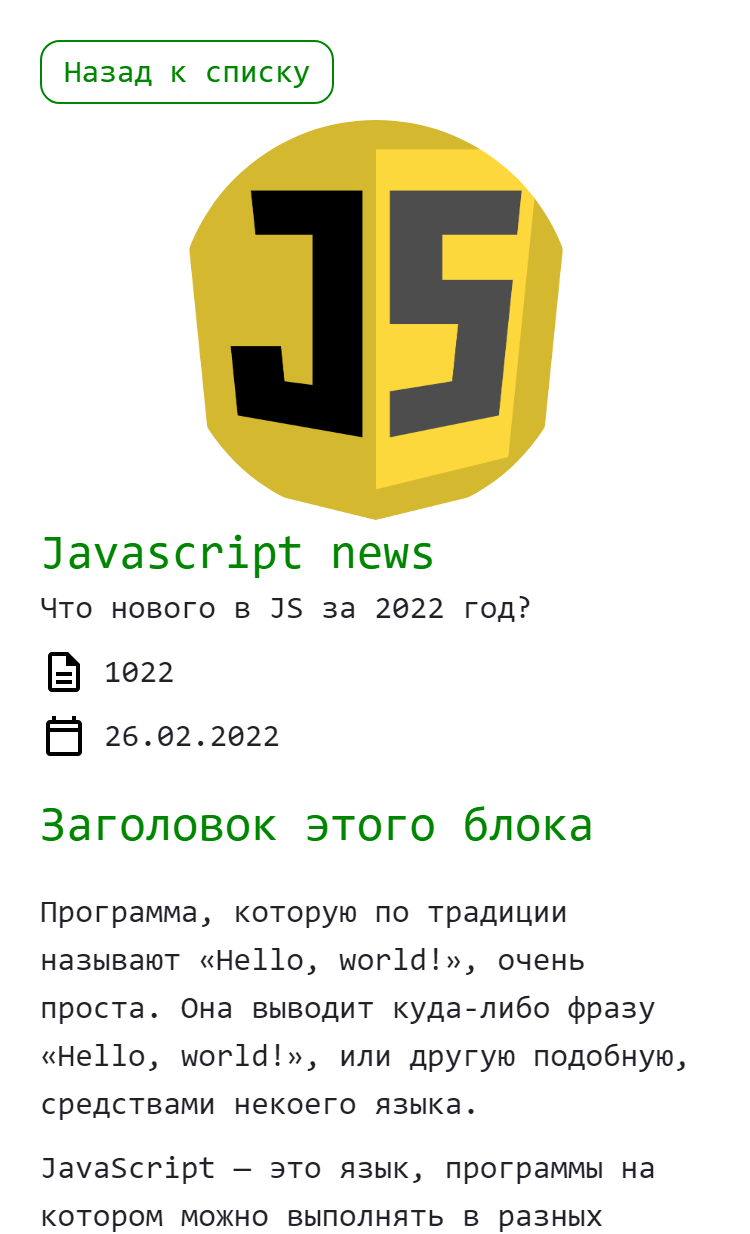 Назад к списку
JS
Javascript news
Что нового в JS за 2022 год?
1022
26.02.2022
Заголовок этого блока
Программа, которую по традиции
называют «Hello, world!», очень
проста. Она выводит куда-либо фразу
«Hello, world!», или другую подобную,
средствами некоего языка.
JavaScript — это язык, программы на
котором можно выполнять в разных